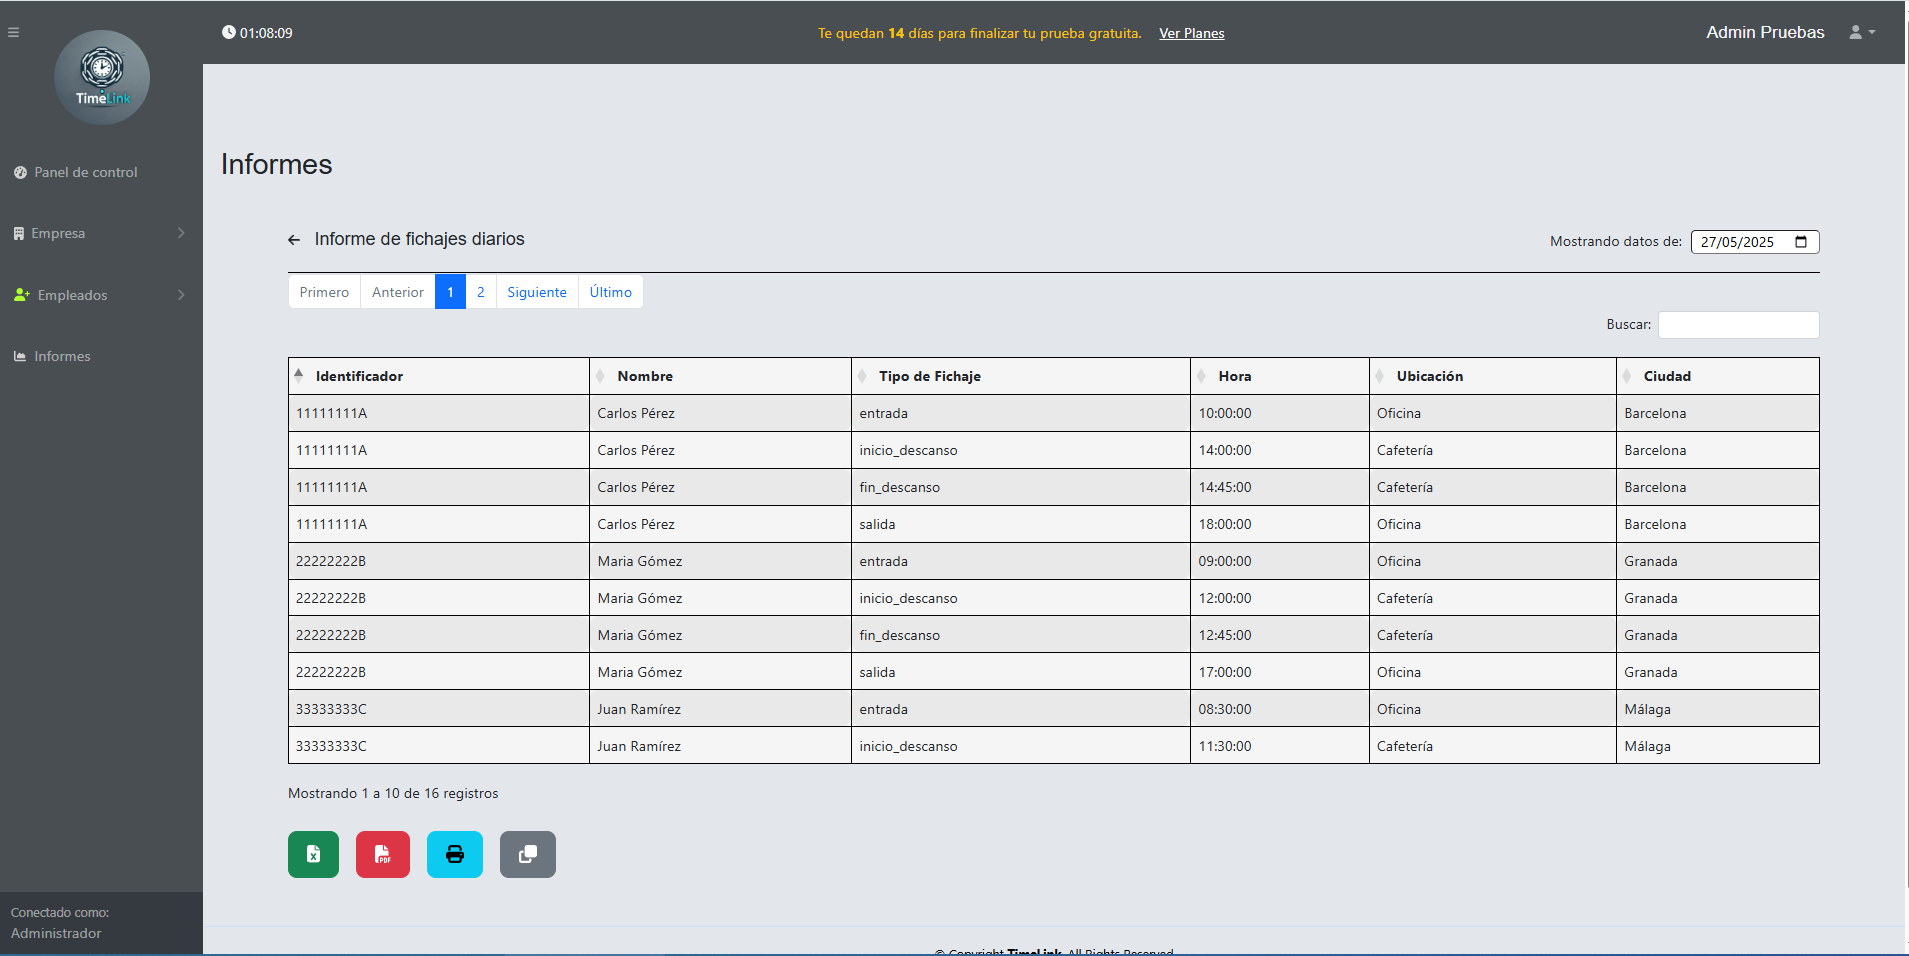 01:08:09
Te quedan 14 días para finalizar tu prueba gratuita. Ver Planes
Admin Pruebas
TimeLink
Panel de control
Empresa
Empleados
Informes
Conectado como:
Administrador
Informes
Informe de fichajes diarios
Mostrando datos de: 27/05/2025
Primero Anterior 1 2 Siguiente Último
Buscar:
Identificador Nombre Tipo de Fichaje Hora Ubicación Ciudad
11111111A Carlos Pérez entrada 10:00:00 Oficina Barcelona
11111111A Carlos Pérez inicio_descanso 14:00:00 Cafetería Barcelona
11111111A Carlos Pérez fin_descanso 14:45:00 Cafetería Barcelona
11111111A Carlos Pérez salida 18:00:00 Oficina Barcelona
22222222B Maria Gómez entrada 09:00:00 Oficina Granada
22222222B Maria Gómez inicio_descanso 12:00:00 Cafetería Granada
22222222B Maria Gómez fin_descanso 12:45:00 Cafetería Granada
22222222B Maria Gómez salida 17:00:00 Oficina Granada
33333333C Juan Ramírez entrada 08:30:00 Oficina Málaga
33333333C Juan Ramírez inicio_descanso 11:30:00 Cafetería Málaga
Mostrando 1 a 10 de 16 registros
X PDF
© Copyright TimeLink. All Rights Reserved